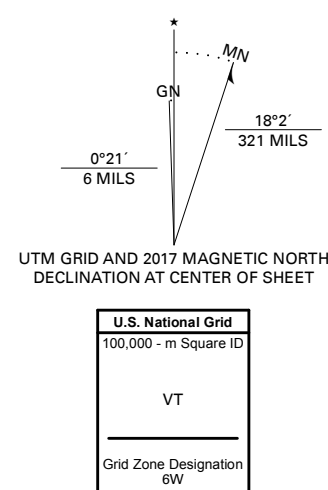 ★
MN
GN
18°2´
321 MILS
0°21´
6 MILS
UTM GRID AND 2017 MAGNETIC NORTH
DECLINATION AT CENTER OF SHEET
U.S. National Grid
100,000 - m Square ID
VT
Grid Zone Designation
6W